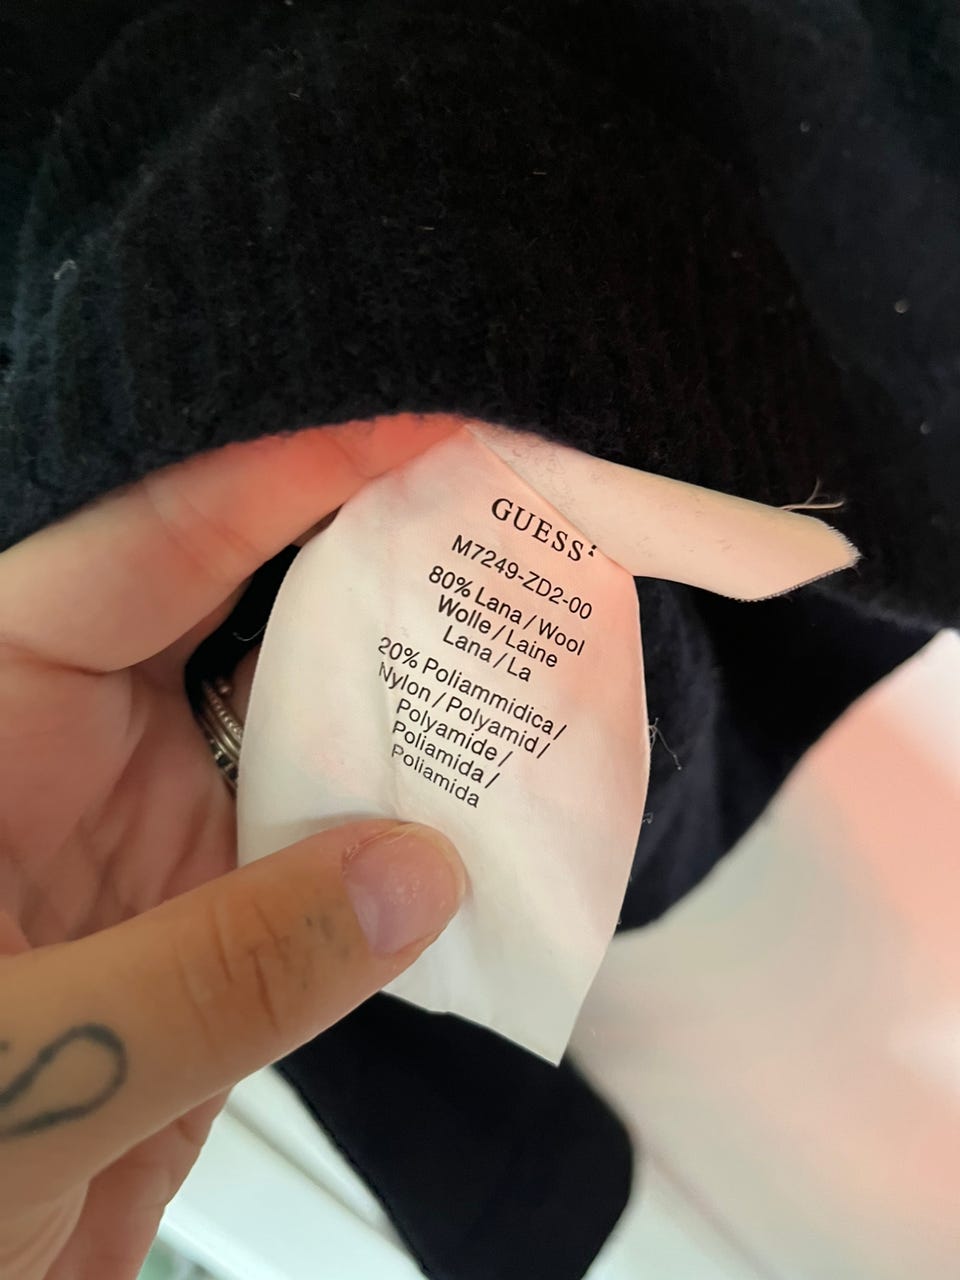 GUESS?
M7249-ZD2-00
80% Lana / Wool
Wolle / Laine
Lana / La
20% Poliammidica /
Nylon / Polyamid /
Polyamide /
Poliamida /
Poliamida